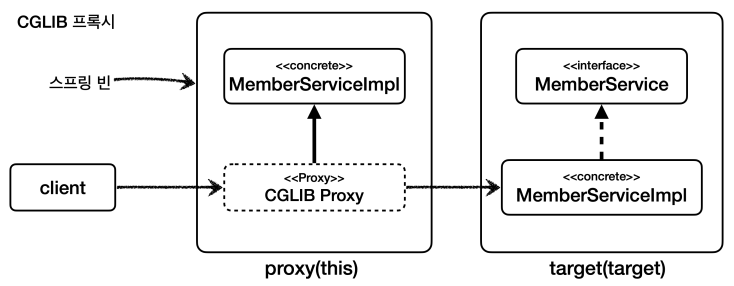 CGLIB 프록시
스프링 빈
<<concrete>>
MemberServiceImpl
<<interface>>
MemberService
client
<<Proxy>>
CGLIB Proxy
<<concrete>>
MemberServiceImpl
proxy(this)
target(target)